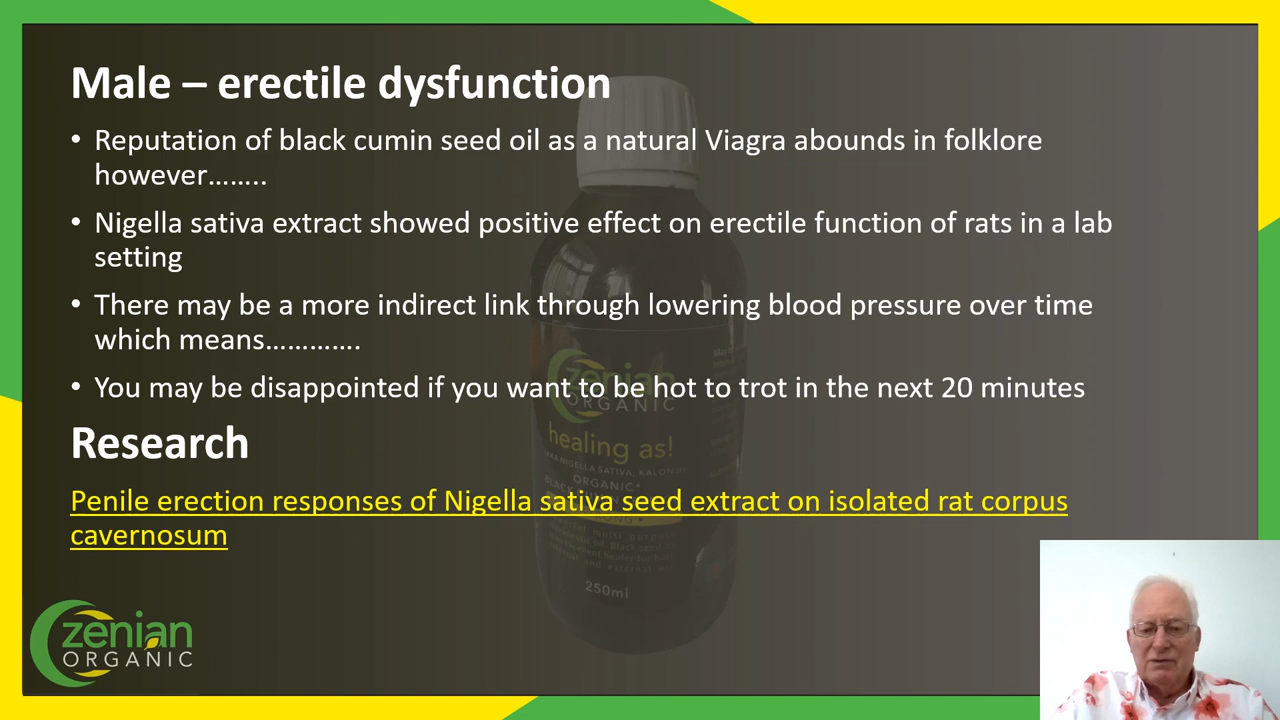 Male – erectile dysfunction
• Reputation of black cumin seed oil as a natural Viagra abounds in folklore
however........
• Nigella sativa extract showed positive effect on erectile function of rats in a lab
setting
• There may be a more indirect link through lowering blood pressure over time
which means.............
• You may be disappointed if you want to be hot to trot in the next 20 minutes
zenian
ORGANIC
Research
healing as!
ORGANIC
Penile erection responses of Nigella sativa seed extract on isolated rat corpus
cavernosum
250ml
zenian
ORGANIC